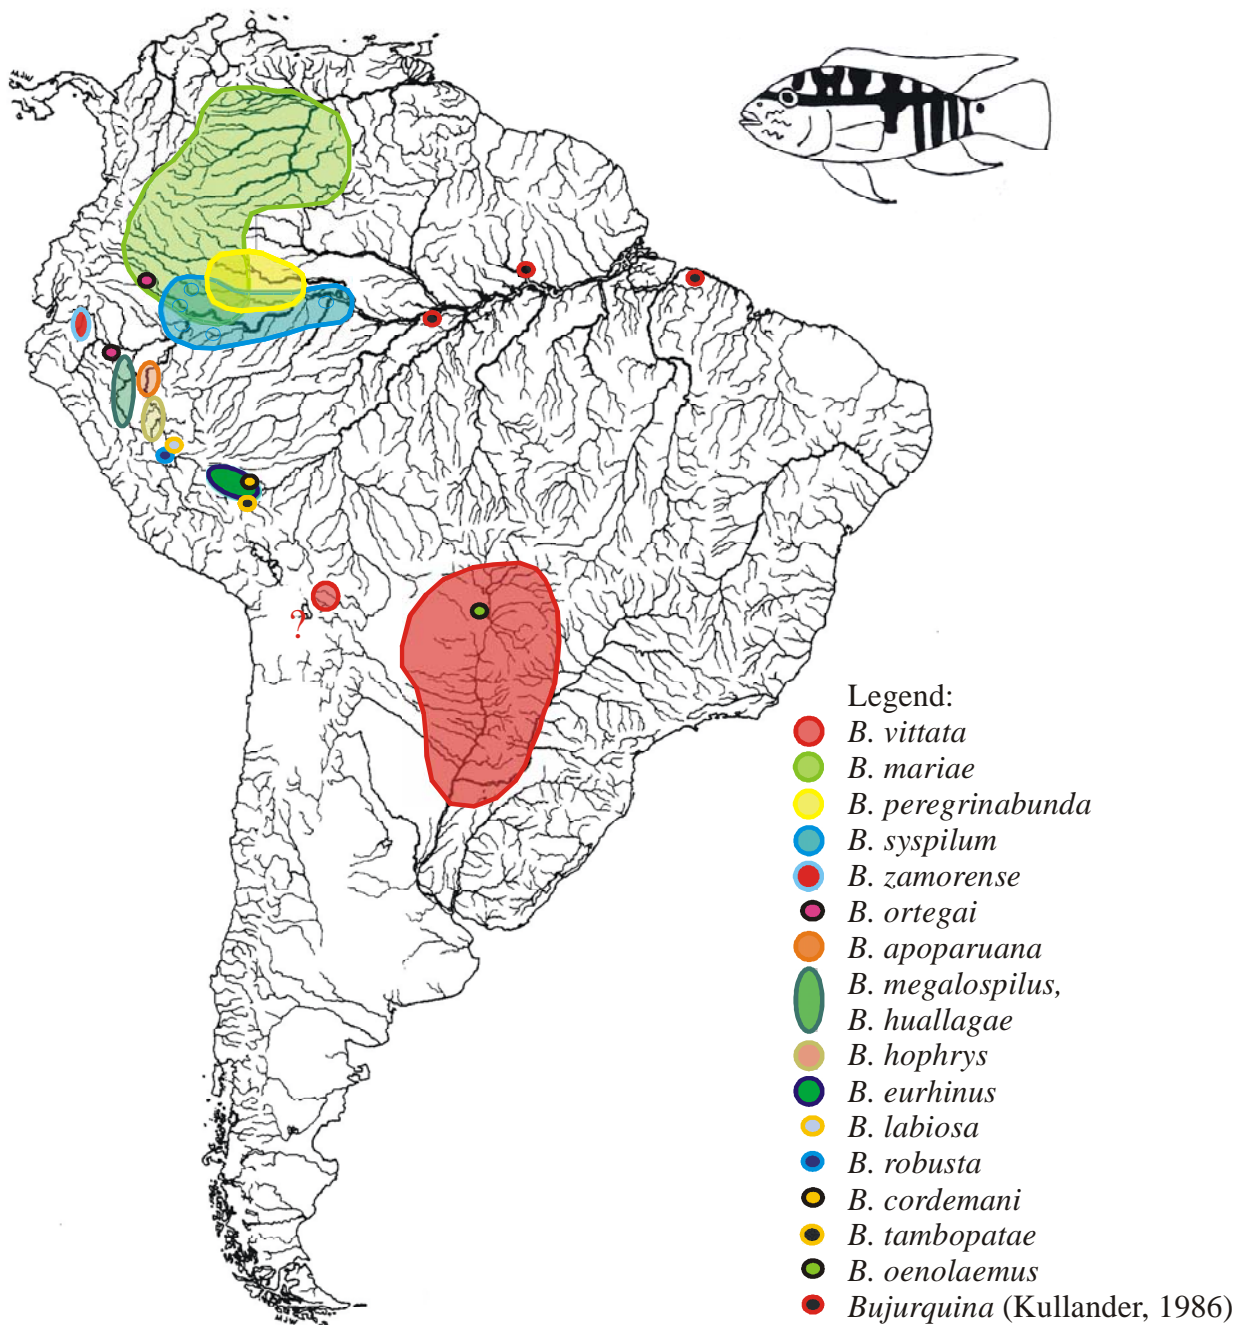 ?
Legend:
B. vittata
B. mariae
B. peregrinabunda
B. syspilum
B. zamorense
B. ortegai
B. apoparuana
B. megalospilus,
B. huallagae
B. hophrys
B. eurhinus
B. labiosa
B. robusta
B. cordemani
B. tambopatae
B. oenolaemus
Bujurquina (Kullander, 1986)